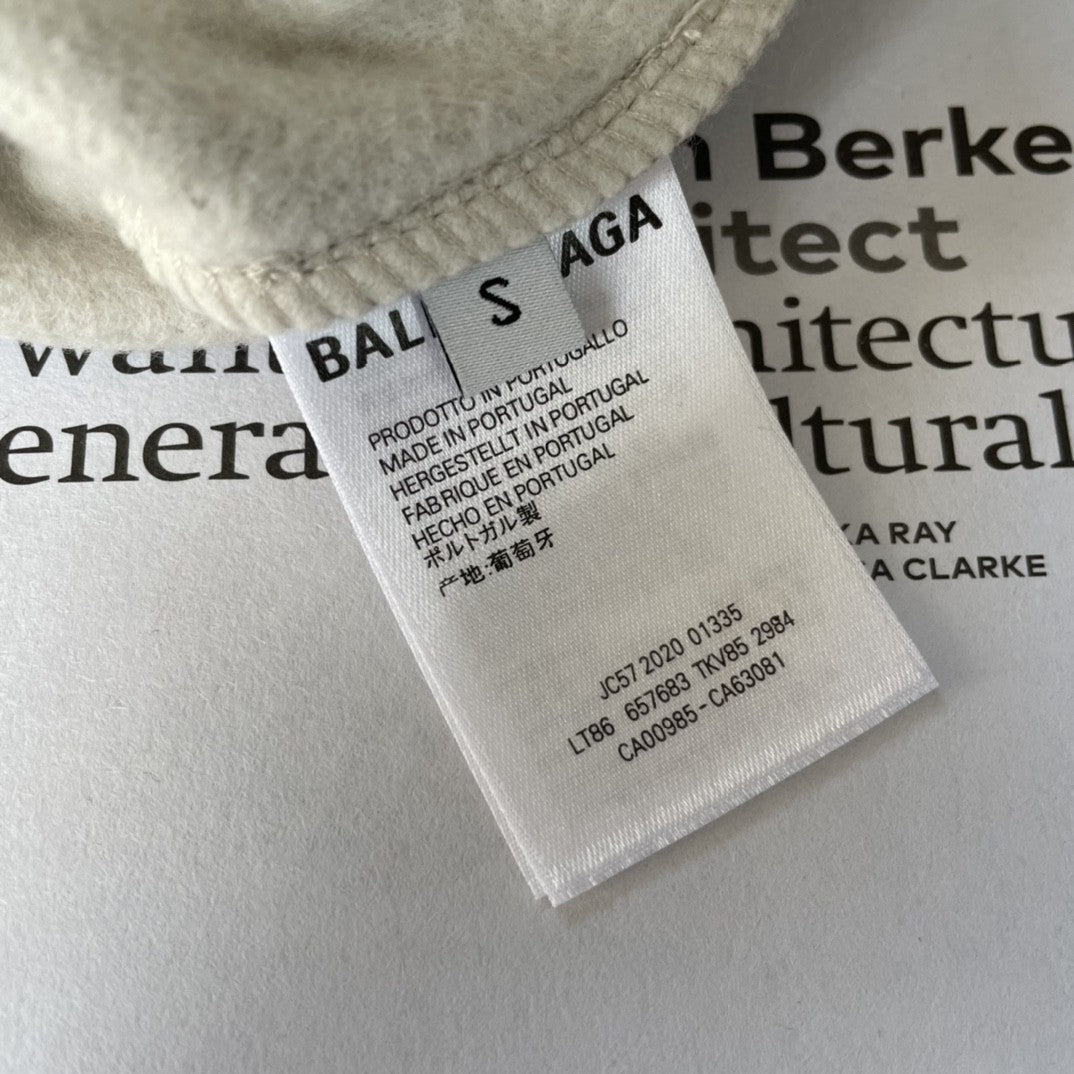 BAL AGA
S
PRODOTTO IN PORTOGALLO
MADE IN PORTUGAL
HERGESTELLT IN PORTUGAL
FABRIQUE EN PORTUGAL
HECHO EN PORTUGAL
ポルトガル製
产地:葡萄牙
JC57 2020 01335
LT86 657683 TKV85 2984
CA00985-CA63081
n Berke
itect
hitectu
enera ltural
KA RAY
A CLARKE